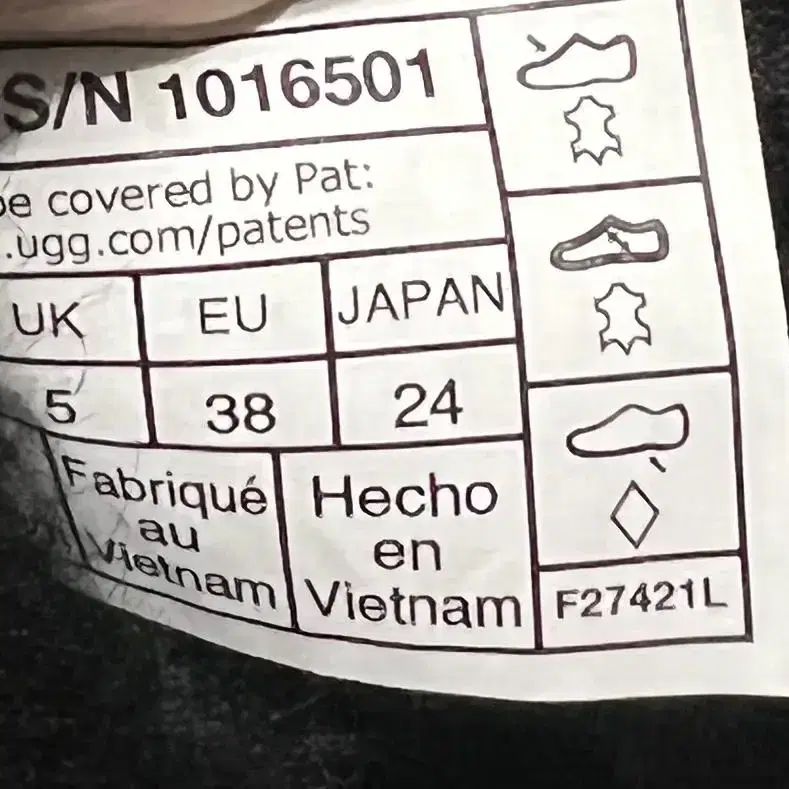 S/N 1016501
be covered by Pat:
.ugg.com/patents
UK EU JAPAN
5 38 24
Fabriqué
au
Vietnam
Hecho
en
Vietnam
F27421L